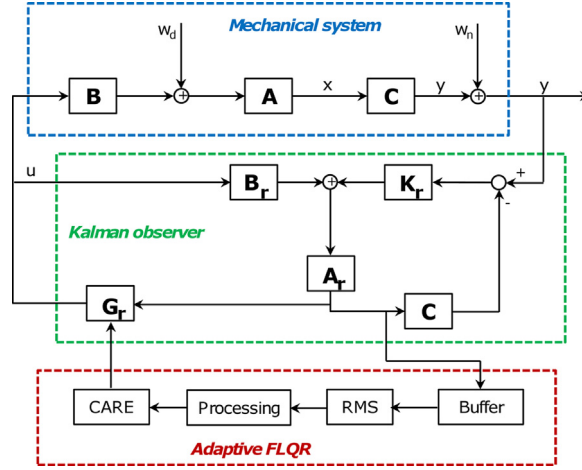 Mechanical system
w_d
w_n
B
+
A
x
C
y
+
y
u
B_r
+
K_r
+
-
Kalman observer
A_r
G_r
C
CARE
Processing
RMS
Buffer
Adaptive FLQR